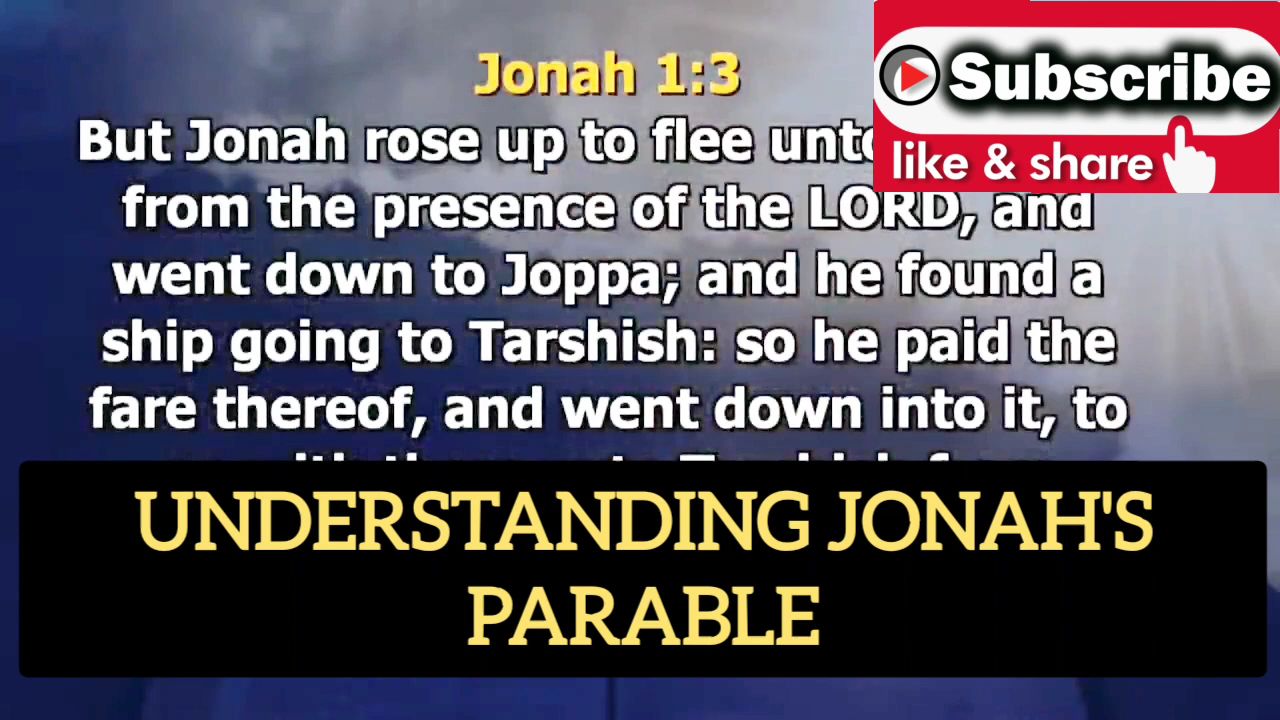 Jonah 1:3
Subscribe
like & share
But Jonah rose up to flee unto
from the presence of the LORD, and
went down to Joppa; and he found a
ship going to Tarshish: so he paid the
fare thereof, and went down into it, to
UNDERSTANDING JONAH'S
PARABLE